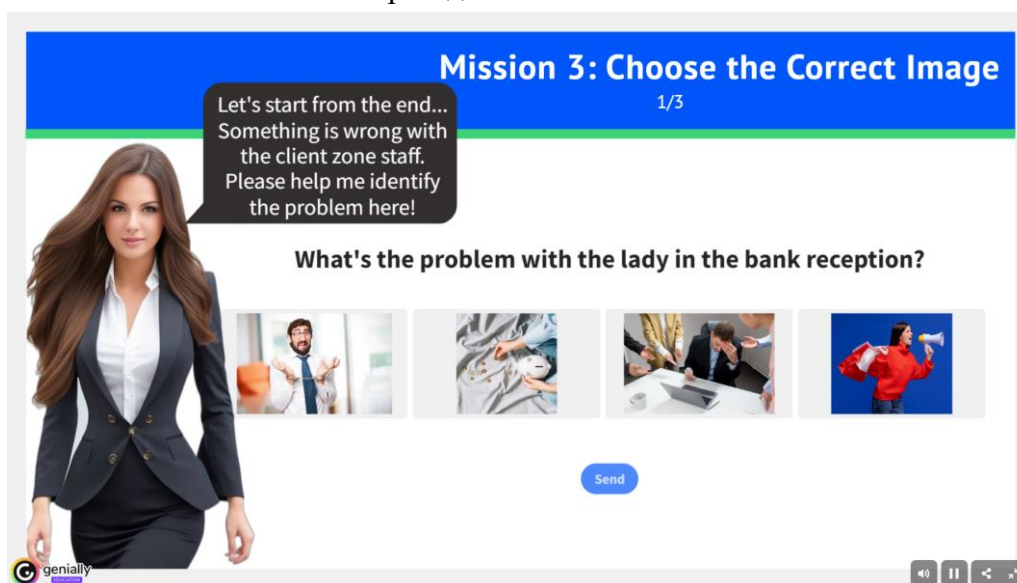 Mission 3: Choose the Correct Image
1/3
Let's start from the end...
Something is wrong with
the client zone staff.
Please help me identify
the problem here!
What's the problem with the lady in the bank reception?
Send
genially
EDUCATION